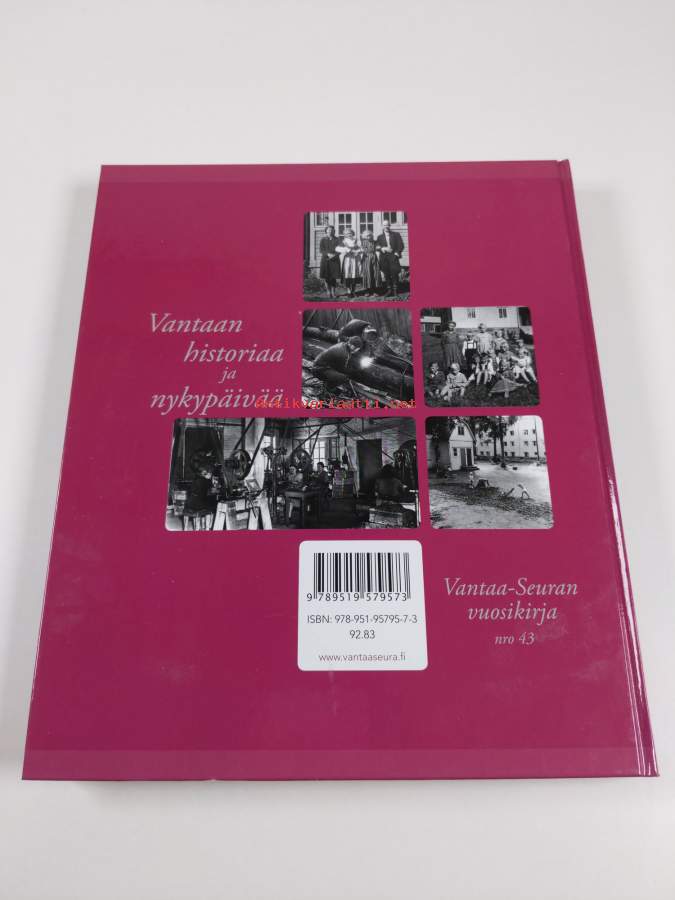 Vantaan
historiaa
ja
nykypäivää
Antikvariaatti.net
9 789519 579573
ISBN: 978-951-95795-7-3
92.83
www.vantaaseura.fi
Vantaa-Seuran
vuosikirja
nro 43